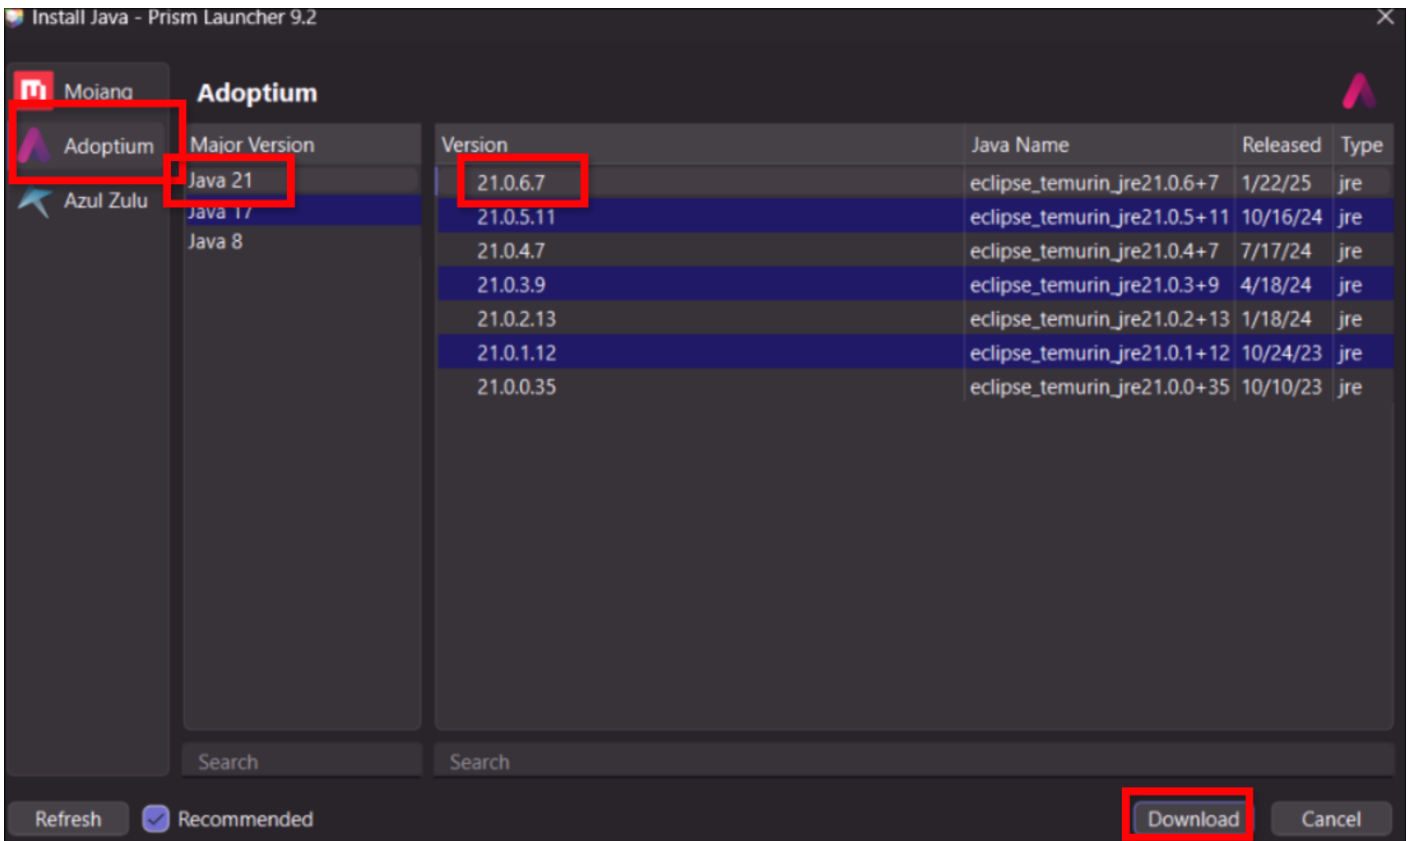 Install Java - Prism Launcher 9.2
Mojang
Adoptium
Azul Zulu
Adoptium
Major Version
Java 21
Java 17
Java 8
Version Java Name Released Type
21.0.6.7 eclipse_temurin_jre21.0.6+7 1/22/25 jre
21.0.5.11 eclipse_temurin_jre21.0.5+11 10/16/24 jre
21.0.4.7 eclipse_temurin_jre21.0.4+7 7/17/24 jre
21.0.3.9 eclipse_temurin_jre21.0.3+9 4/18/24 jre
21.0.2.13 eclipse_temurin_jre21.0.2+13 1/18/24 jre
21.0.1.12 eclipse_temurin_jre21.0.1+12 10/24/23 jre
21.0.0.35 eclipse_temurin_jre21.0.0+35 10/10/23 jre
Search Search
Refresh Recommended Download Cancel